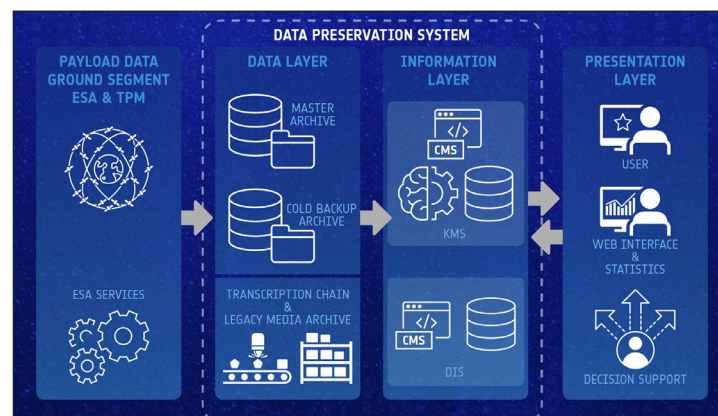 DATA PRESERVATION SYSTEM
PAYLOAD DATA
GROUND SEGMENT
ESA & TPM
ESA SERVICES
DATA LAYER
MASTER
ARCHIVE
COLD BACKUP
ARCHIVE
TRANSCRIPTION CHAIN
&
LEGACY MEDIA ARCHIVE
INFORMATION
LAYER
CMS
KMS
CMS
DIS
PRESENTATION
LAYER
USER
WEB INTERFACE
&
STATISTICS
DECISION SUPPORT